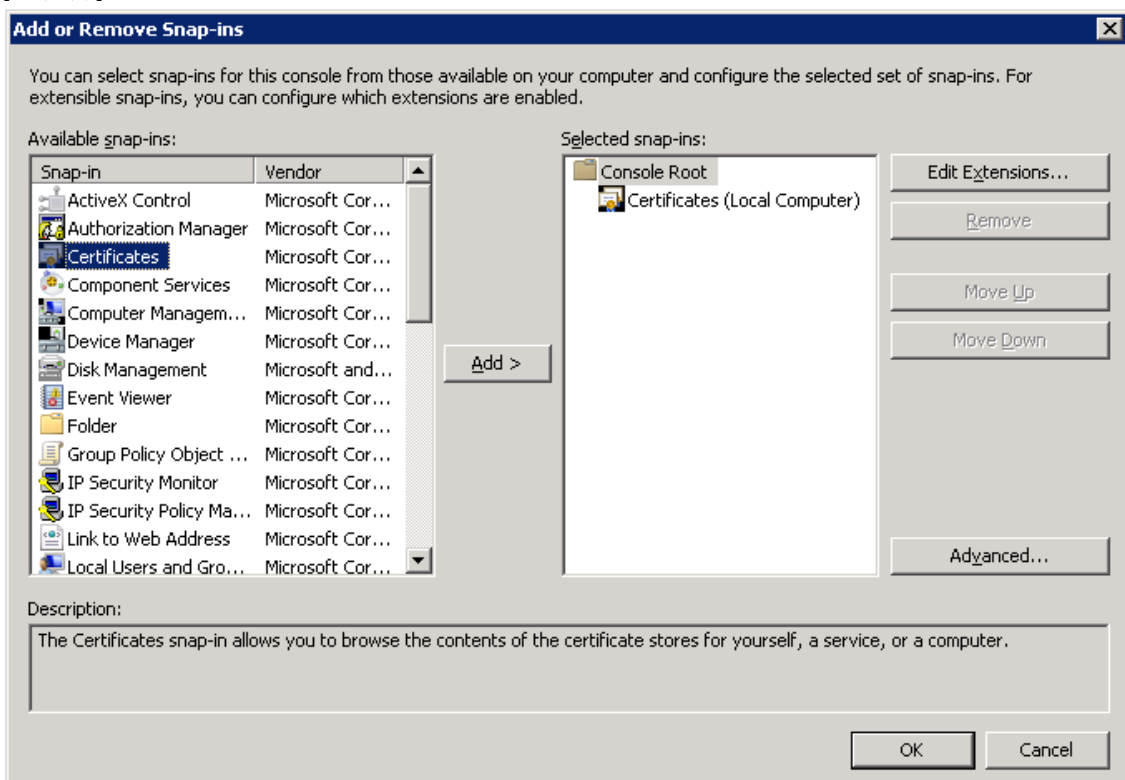 Add or Remove Snap-ins
You can select snap-ins for this console from those available on your computer and configure the selected set of snap-ins. For
extensible snap-ins, you can configure which extensions are enabled.
Available snap-ins:
Snap-in Vendor
ActiveX Control Microsoft Cor...
Authorization Manager Microsoft Cor...
Certificates Microsoft Cor...
Component Services Microsoft Cor...
Computer Managem... Microsoft Cor...
Device Manager Microsoft Cor...
Disk Management Microsoft and...
Event Viewer Microsoft Cor...
Folder Microsoft Cor...
Group Policy Object ... Microsoft Cor...
IP Security Monitor Microsoft Cor...
IP Security Policy Ma... Microsoft Cor...
Link to Web Address Microsoft Cor...
Local Users and Gro... Microsoft Cor...
Add >
Selected snap-ins:
Console Root
Certificates (Local Computer)
Edit Extensions...
Remove
Move Up
Move Down
Advanced...
Description:
The Certificates snap-in allows you to browse the contents of the certificate stores for yourself, a service, or a computer.
OK Cancel